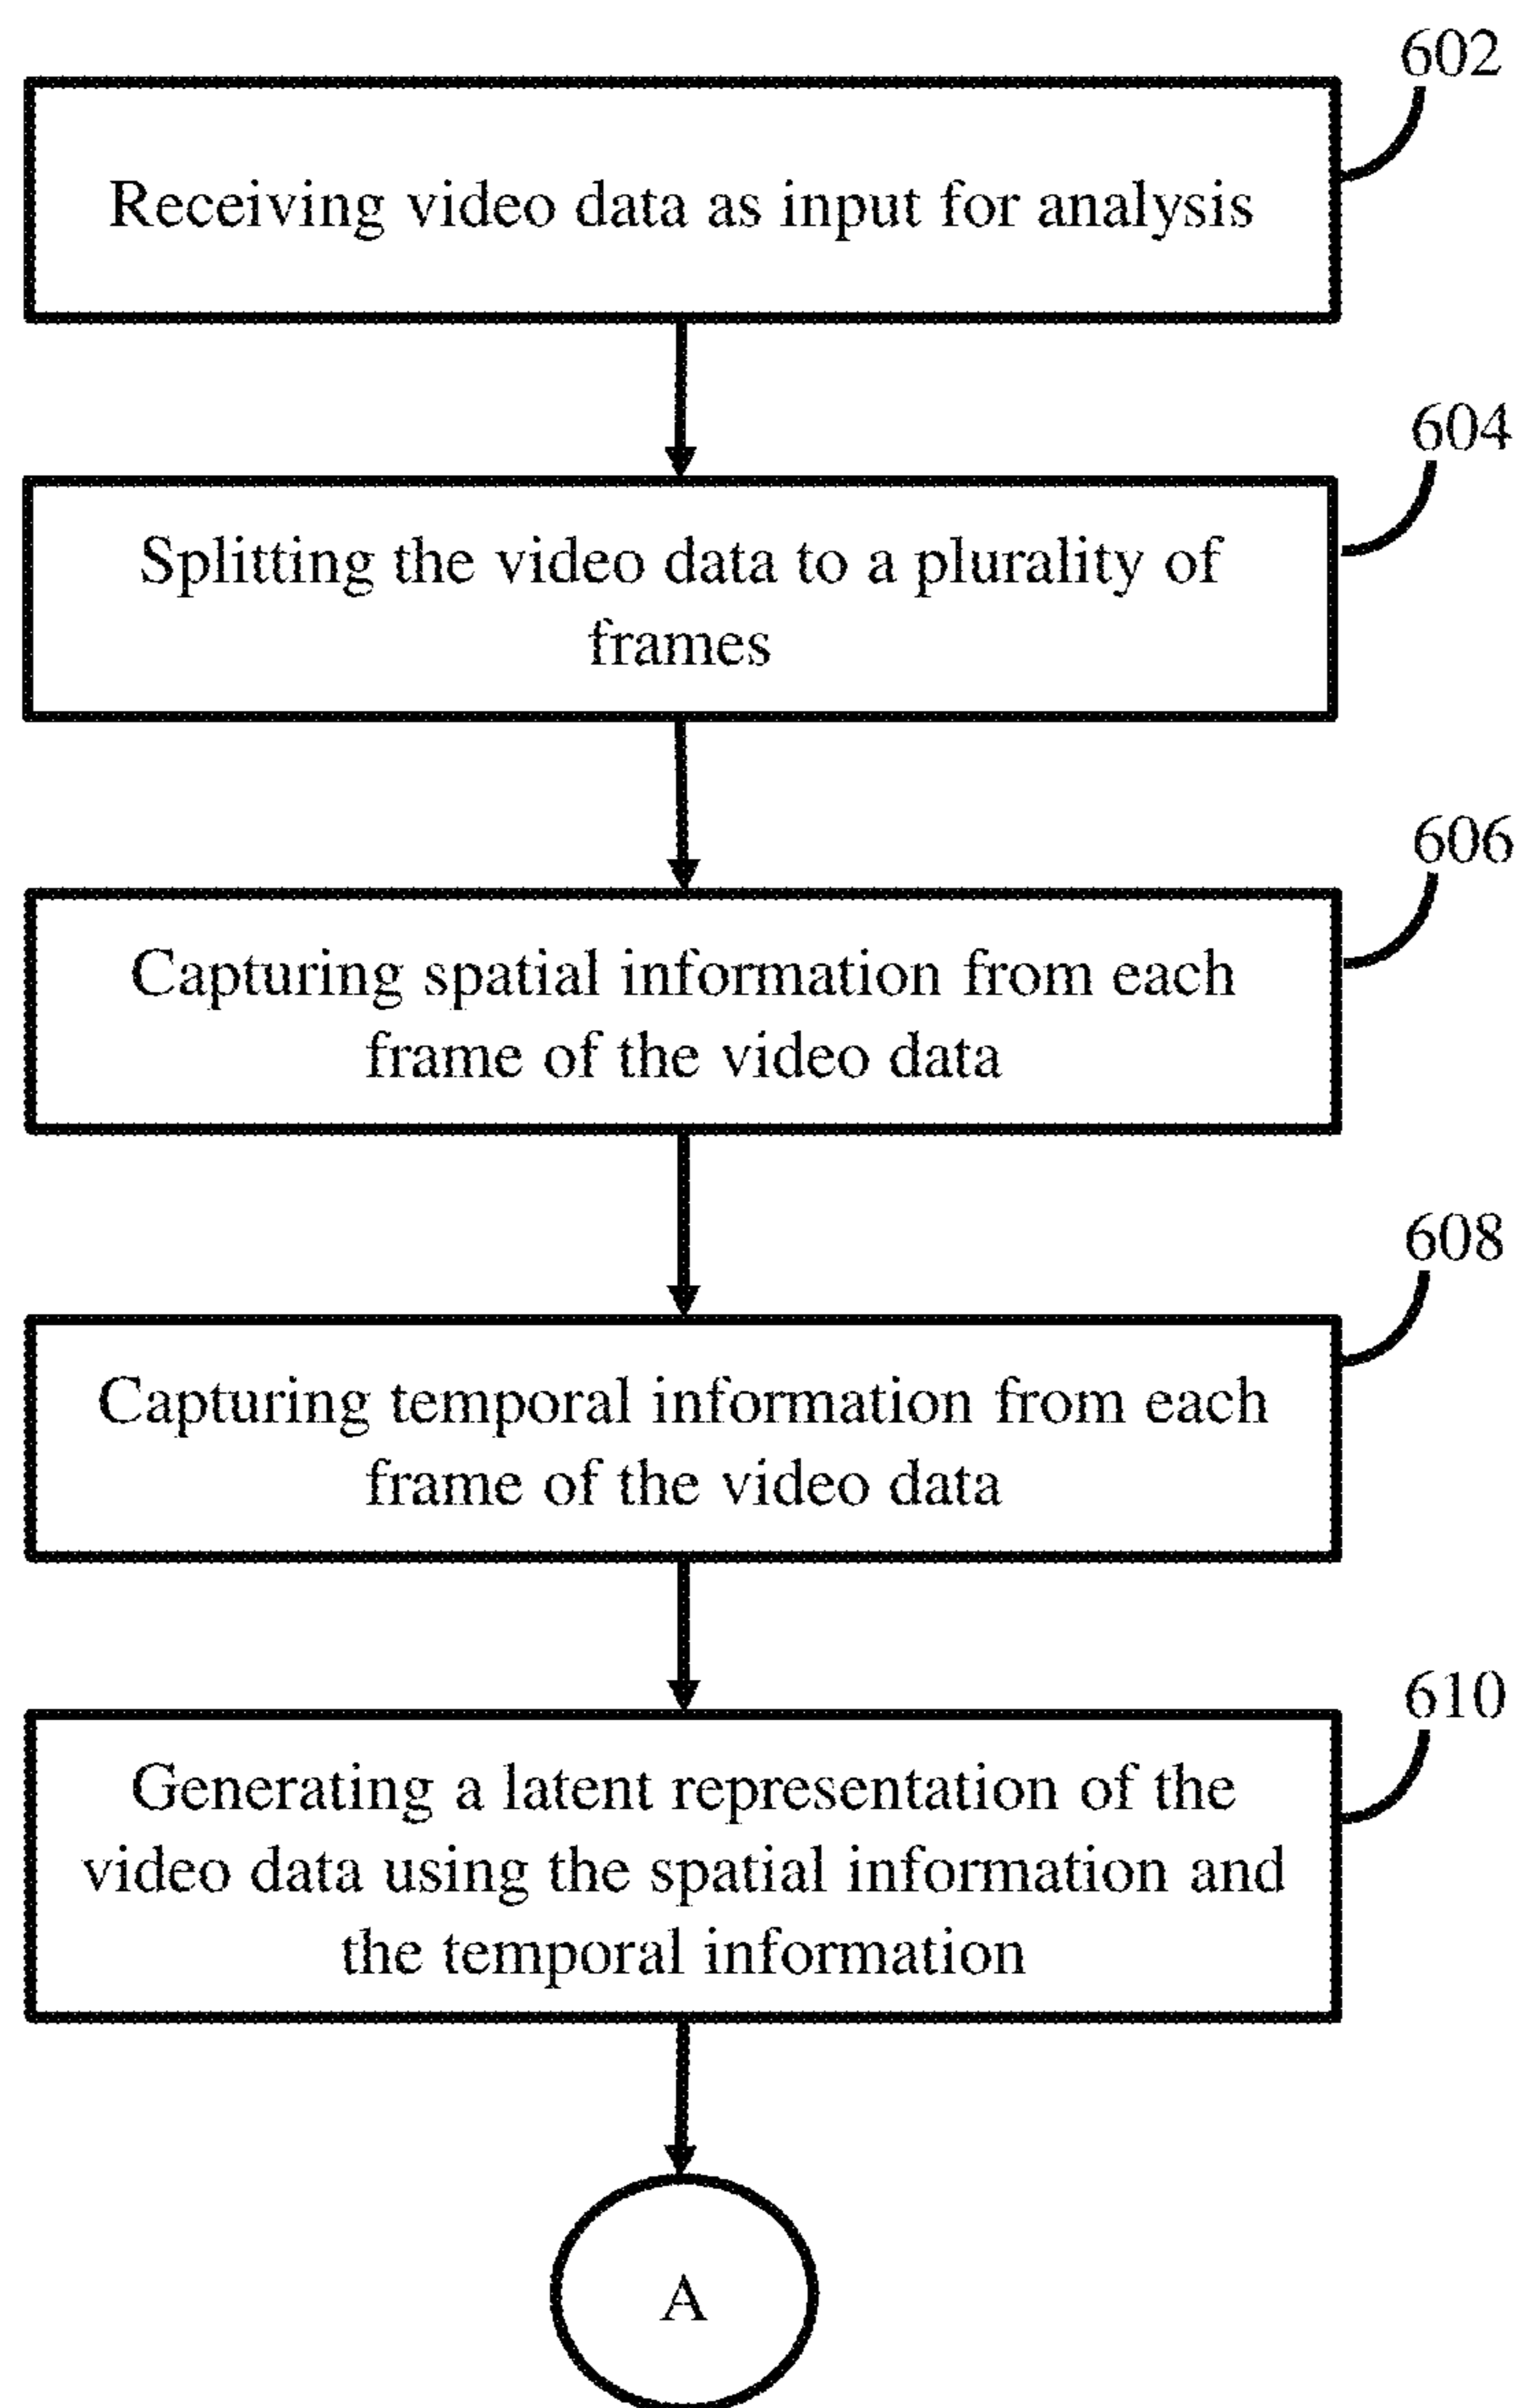 602
Receiving video data as input for analysis
604
Splitting the video data to a plurality of
frames
606
Capturing spatial information from each
frame of the video data
608
Capturing temporal information from each
frame of the video data
610
Generating a latent representation of the
video data using the spatial information and
the temporal information
A